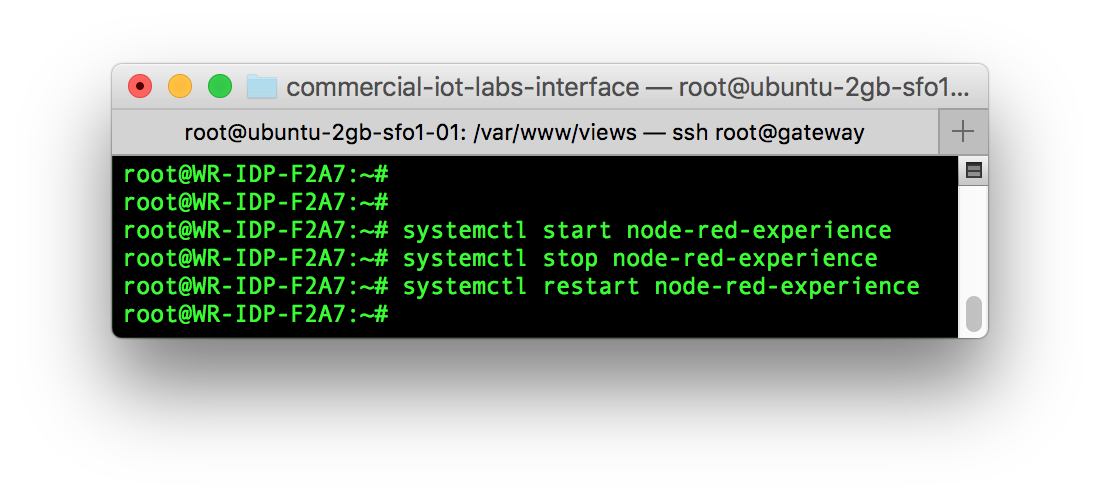 commercial-iot-labs-interface — root@ubuntu-2gb-sfo1...
root@ubuntu-2gb-sfo1-01: /var/www/views — ssh root@gateway
root@WR-IDP-F2A7:~#
root@WR-IDP-F2A7:~#
root@WR-IDP-F2A7:~# systemctl start node-red-experience
root@WR-IDP-F2A7:~# systemctl stop node-red-experience
root@WR-IDP-F2A7:~# systemctl restart node-red-experience
root@WR-IDP-F2A7:~#